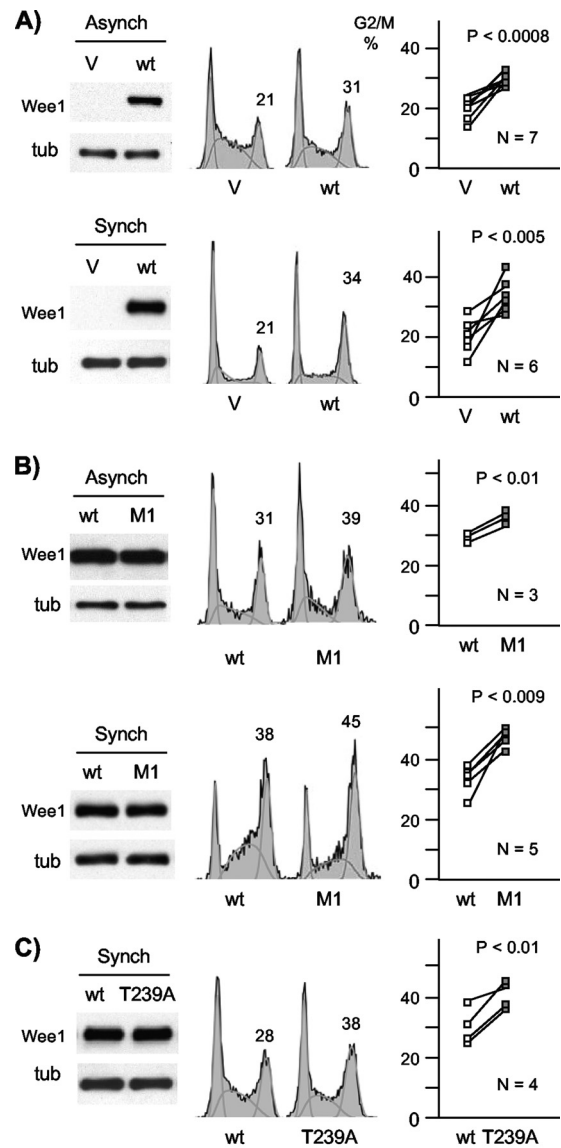 A)
Asynch
V wt
Wee1
tub
G2/M
%
21
31
V wt
P < 0.0008
40
20
0
N = 7
V wt
Synch
V wt
Wee1
tub
21
34
V wt
P < 0.005
40
20
0
N = 6
V wt
B)
Asynch
wt M1
Wee1
tub
31
39
wt M1
P < 0.01
40
20
0
N = 3
wt M1
Synch
wt M1
Wee1
tub
38
45
wt M1
P < 0.009
40
20
0
N = 5
wt M1
C)
Synch
wt T239A
Wee1
tub
28
38
wt T239A
P < 0.01
40
20
0
N = 4
wt T239A